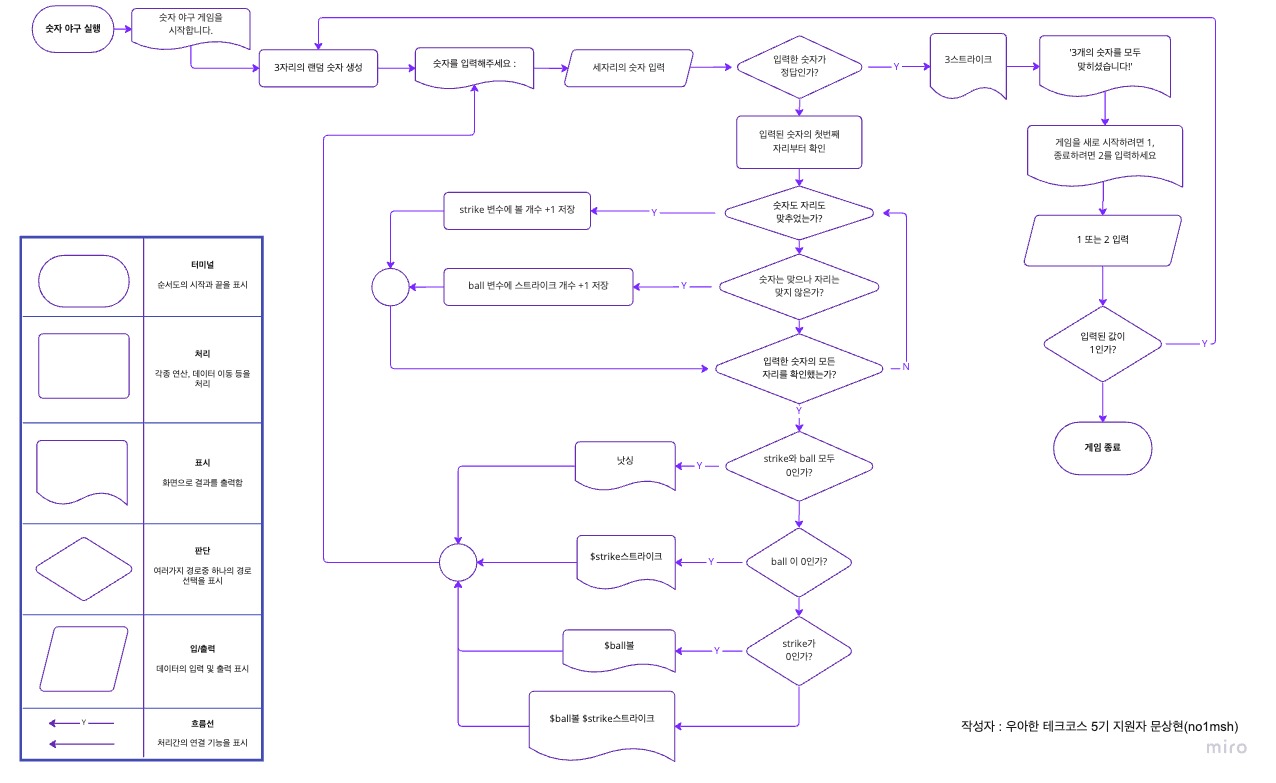 숫자 야구 실행
숫자 야구 게임을
시작합니다.
3자리의 랜덤 숫자 생성
숫자를 입력해주세요 :
세자리의 숫자 입력
입력한 숫자가
정답인가?
Y
3스트라이크
'3개의 숫자를 모두
맞히셨습니다!'
게임을 새로 시작하려면 1,
종료하려면 2를 입력하세요
1 또는 2 입력
입력된 값이
1인가?
Y
게임 종료
입력된 숫자의 첫번째
자리부터 확인
숫자도 자리도
맞추었는가?
Y
strike 변수에 볼 개수 +1 저장
숫자는 맞으나 자리는
맞지 않은가?
Y
ball 변수에 스트라이크 개수 +1 저장
입력한 숫자의 모든
자리를 확인했는가?
N
Y
strike와 ball 모두
0인가?
Y
낫싱
ball 이 0인가?
Y
$strike스트라이크
strike가
0인가?
Y
$ball볼
$ball볼 $strike스트라이크
터미널
순서도의 시작과 끝을 표시
처리
각종 연산, 데이터 이동 등을
처리
표시
화면으로 결과를 출력함
판단
여러가지 경로중 하나의 경로
선택을 표시
입/출력
데이터의 입력 및 출력 표시
Y
흐름선
처리간의 연결 기능을 표시
작성자 : 우아한 테크코스 5기 지원자 문상현(no1msh)
miro